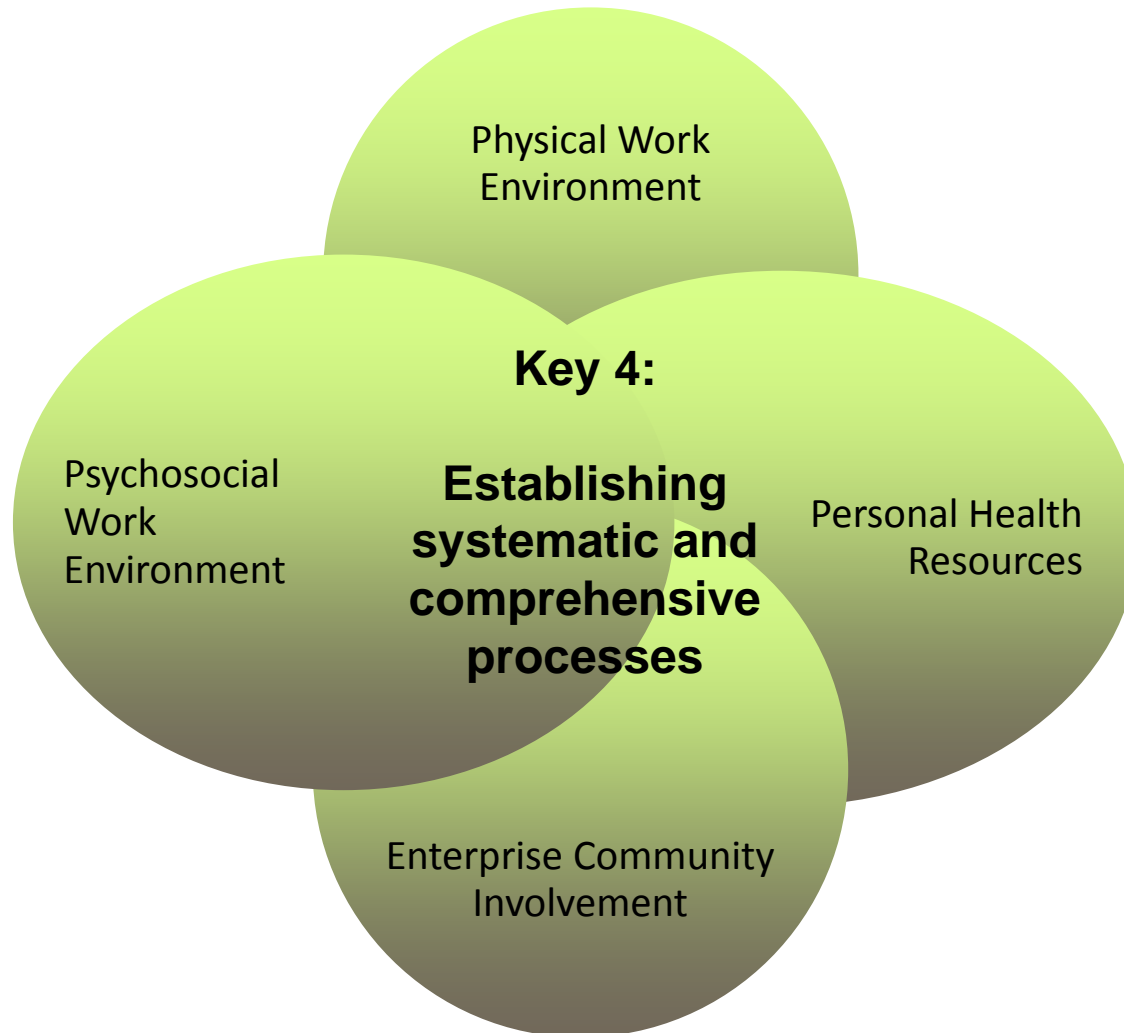 Physical Work
Environment
Key 4:
Establishing
systematic and
comprehensive
processes
Psychosocial
Work
Environment
Personal Health
Resources
Enterprise Community
Involvement